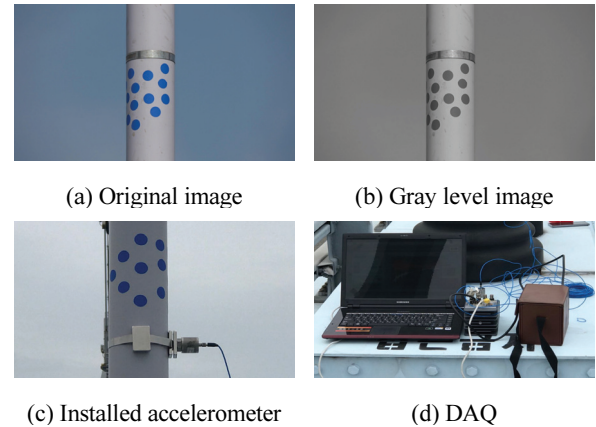 (a) Original image
(b) Gray level image
(c) Installed accelerometer
(d) DAQ